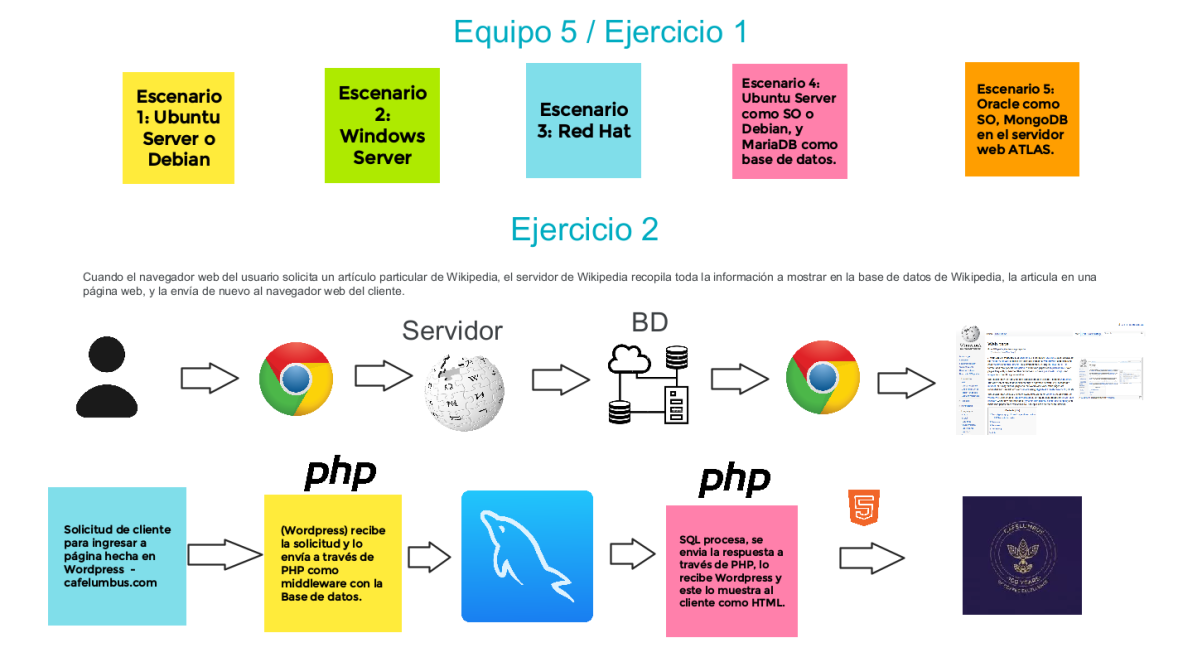 Equipo 5 / Ejercicio 1
Escenario
1: Ubuntu
Server o
Debian
Escenario
2:
Windows
Server
Escenario
3: Red Hat
Escenario 4:
Ubuntu Server
como SO o
Debian, y
MariaDB como
base de datos.
Escenario 5:
Oracle como
SO, MongoDB
en el servidor
web ATLAS.
Ejercicio 2
Cuando el navegador web del usuario solicita un artículo particular de Wikipedia, el servidor de Wikipedia recopila toda la información a mostrar en la base de datos de Wikipedia, la articula en una
página web, y la envía de nuevo al navegador web del cliente.
Servidor
BD
php
php
Solicitud de cliente
para ingresar a
página hecha en
Wordpress -
cafelumbus.com
(Wordpress) recibe
la solicitud y lo
envía a través de
PHP como
middleware con la
Base de datos.
SQL procesa, se
envia la respuesta a
través de PHP, lo
recibe Wordpress y
este lo muestra al
cliente como HTML.
5
CAFELUMBUS
100 YEARS